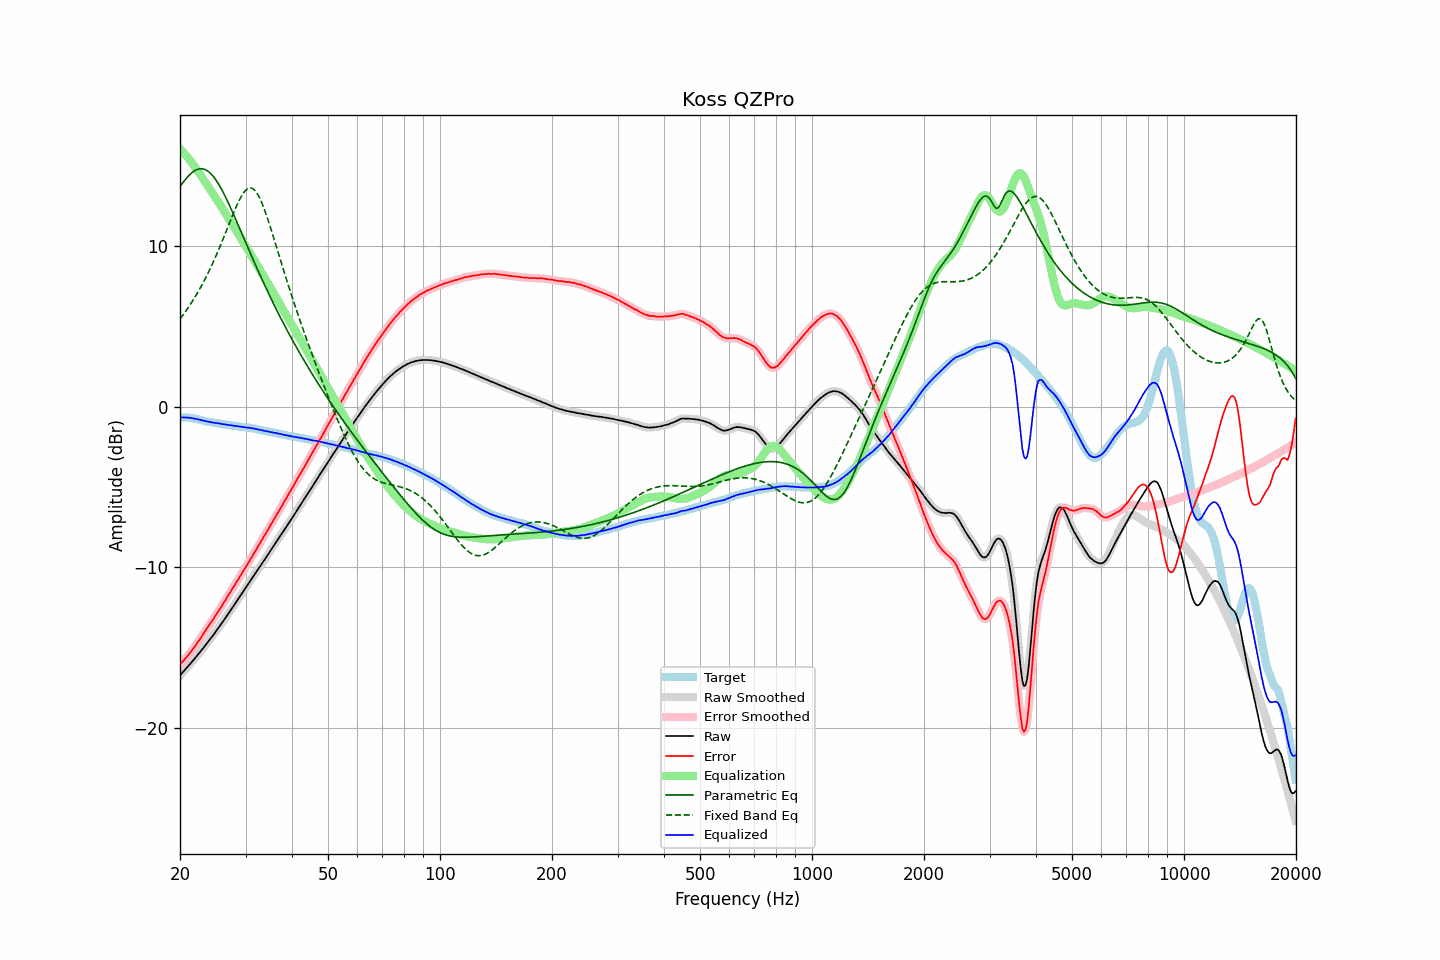 Koss QZPro
Amplitude (dBr)
10
0
−10
−20
Target
Raw Smoothed
Error Smoothed
Raw
Error
Equalization
Parametric Eq
Fixed Band Eq
Equalized
20 50 100 200 500 1000 2000 5000 10000 20000
Frequency (Hz)